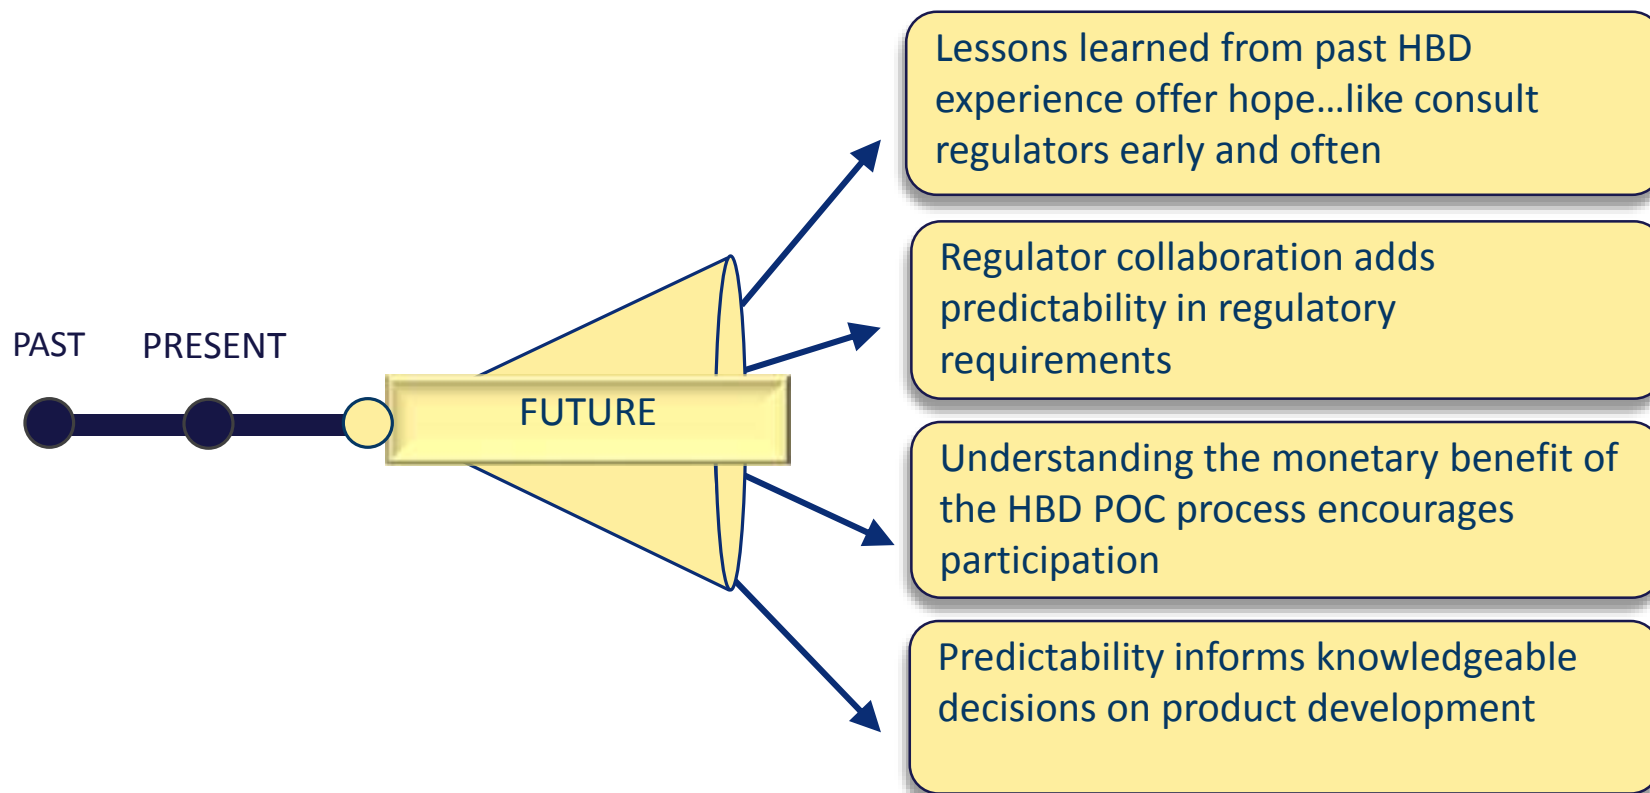 PAST
PRESENT
FUTURE
Lessons learned from past HBD
experience offer hope...like consult
regulators early and often
Regulator collaboration adds
predictability in regulatory
requirements
Understanding the monetary benefit of
the HBD POC process encourages
participation
Predictability informs knowledgeable
decisions on product development